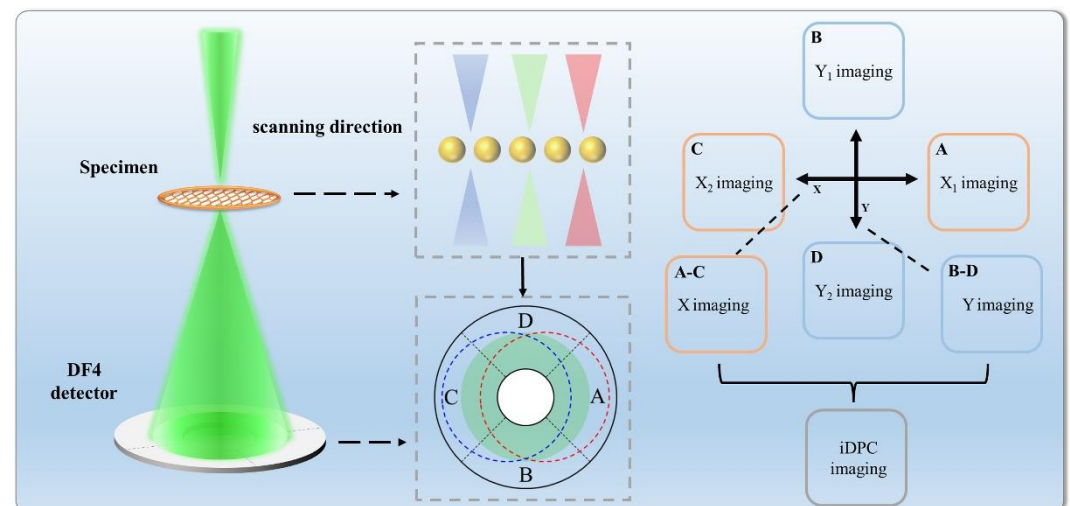 scanning direction
Specimen
DF4
detector
D
C
A
B
B
Y₁ imaging
C
X₂ imaging
A
X₁ imaging
X
Y
A-C
X imaging
D
Y₂ imaging
B-D
Y imaging
iDPC
imaging